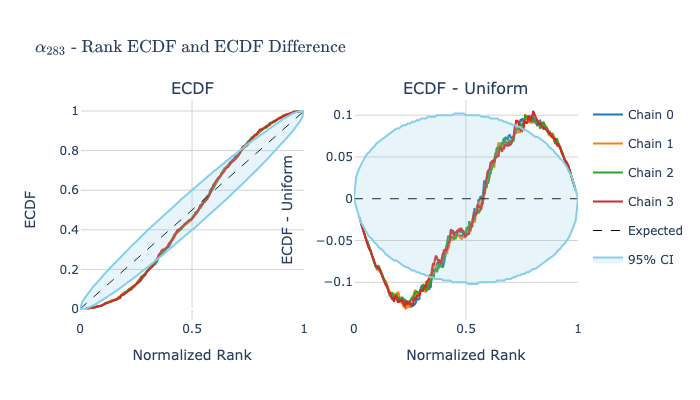 α₂₈₃ - Rank ECDF and ECDF Difference
ECDF
ECDF - Uniform
1
0.8
0.6
0.4
0.2
0
0
0.5
1
ECDF
Normalized Rank
0.1
0.05
0
−0.05
−0.1
0
0.5
1
ECDF - Uniform
Normalized Rank
Chain 0
Chain 1
Chain 2
Chain 3
Expected
95% CI